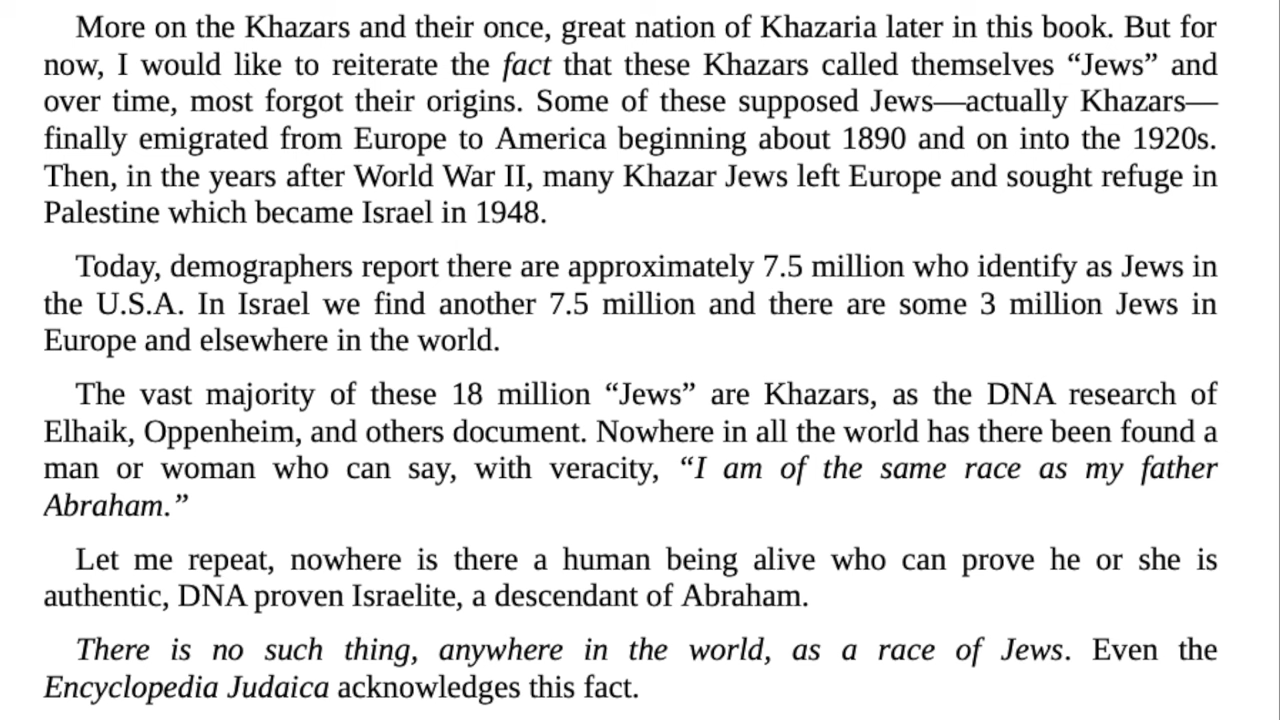 More on the Khazars and their once, great nation of Khazaria later in this book. But for
now, I would like to reiterate the fact that these Khazars called themselves “Jews” and
over time, most forgot their origins. Some of these supposed Jews—actually Khazars—
finally emigrated from Europe to America beginning about 1890 and on into the 1920s.
Then, in the years after World War II, many Khazar Jews left Europe and sought refuge in
Palestine which became Israel in 1948.
Today, demographers report there are approximately 7.5 million who identify as Jews in
the U.S.A. In Israel we find another 7.5 million and there are some 3 million Jews in
Europe and elsewhere in the world.
The vast majority of these 18 million “Jews” are Khazars, as the DNA research of
Elhaik, Oppenheim, and others document. Nowhere in all the world has there been found a
man or woman who can say, with veracity, “I am of the same race as my father
Abraham.”
Let me repeat, nowhere is there a human being alive who can prove he or she is
authentic, DNA proven Israelite, a descendant of Abraham.
There is no such thing, anywhere in the world, as a race of Jews. Even the
Encyclopedia Judaica acknowledges this fact.